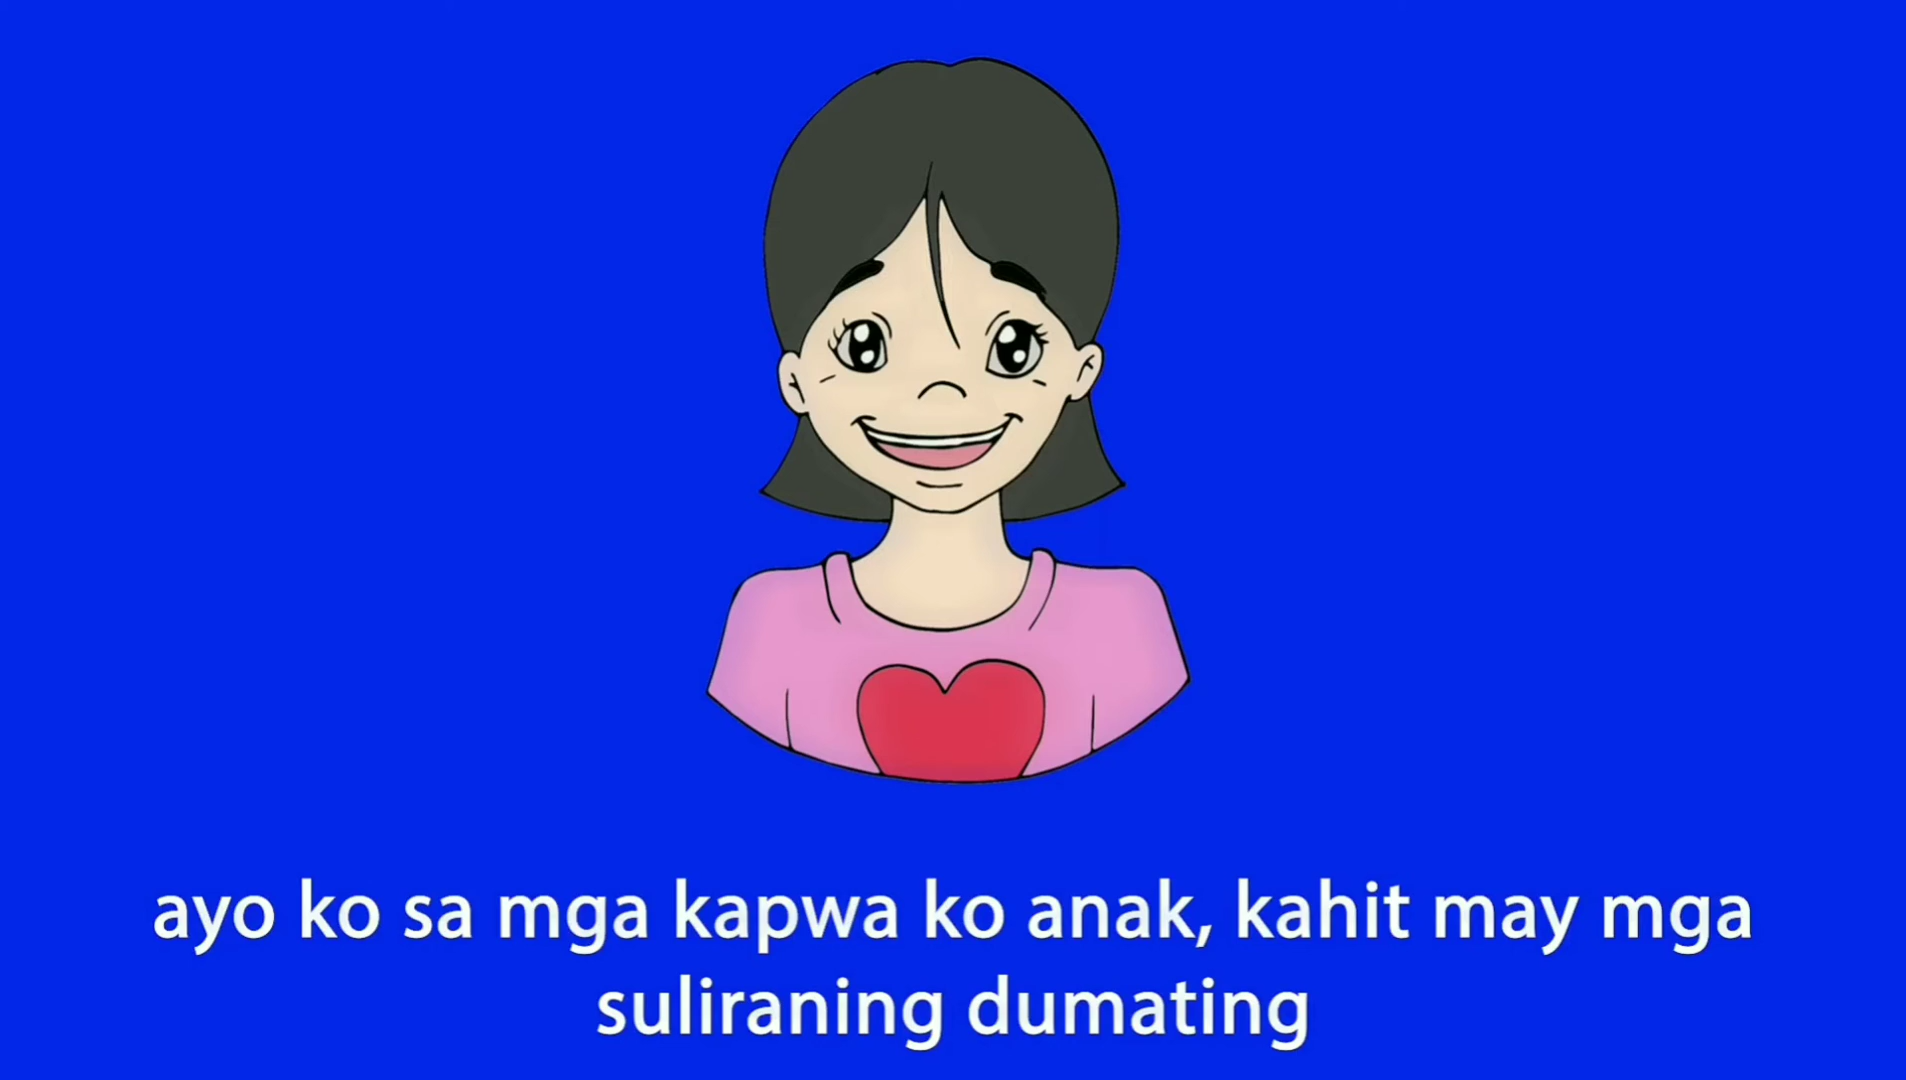 ayo ko sa mga kapwa ko anak, kahit may mga
suliraning dumating